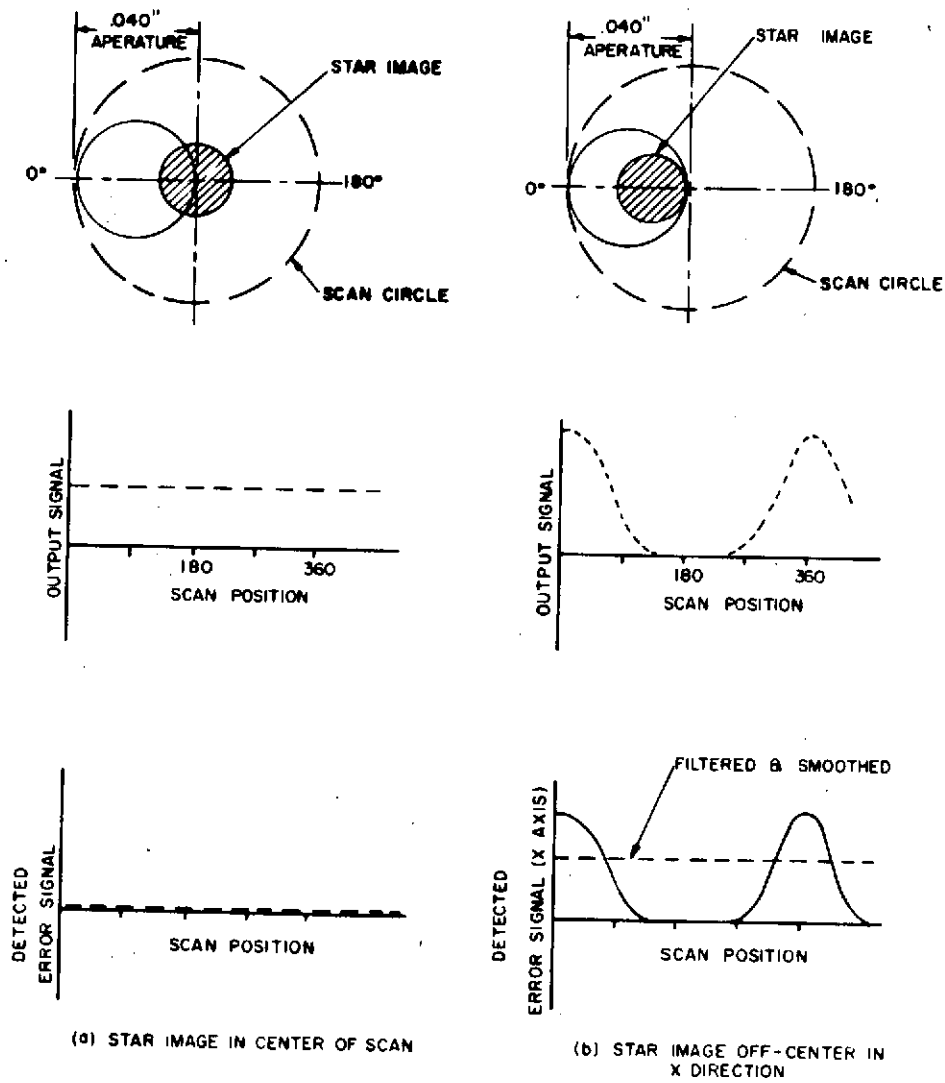 .040"
APERATURE
STAR IMAGE
0°
180°
SCAN CIRCLE
OUTPUT SIGNAL
180
360
SCAN POSITION
DETECTED
ERROR SIGNAL
SCAN POSITION
(a) STAR IMAGE IN CENTER OF SCAN
.040"
APERATURE
STAR IMAGE
0°
180°
SCAN CIRCLE
OUTPUT SIGNAL
180
360
SCAN POSITION
FILTERED & SMOOTHED
DETECTED
ERROR SIGNAL (X AXIS)
SCAN POSITION
(b) STAR IMAGE OFF-CENTER IN
X DIRECTION